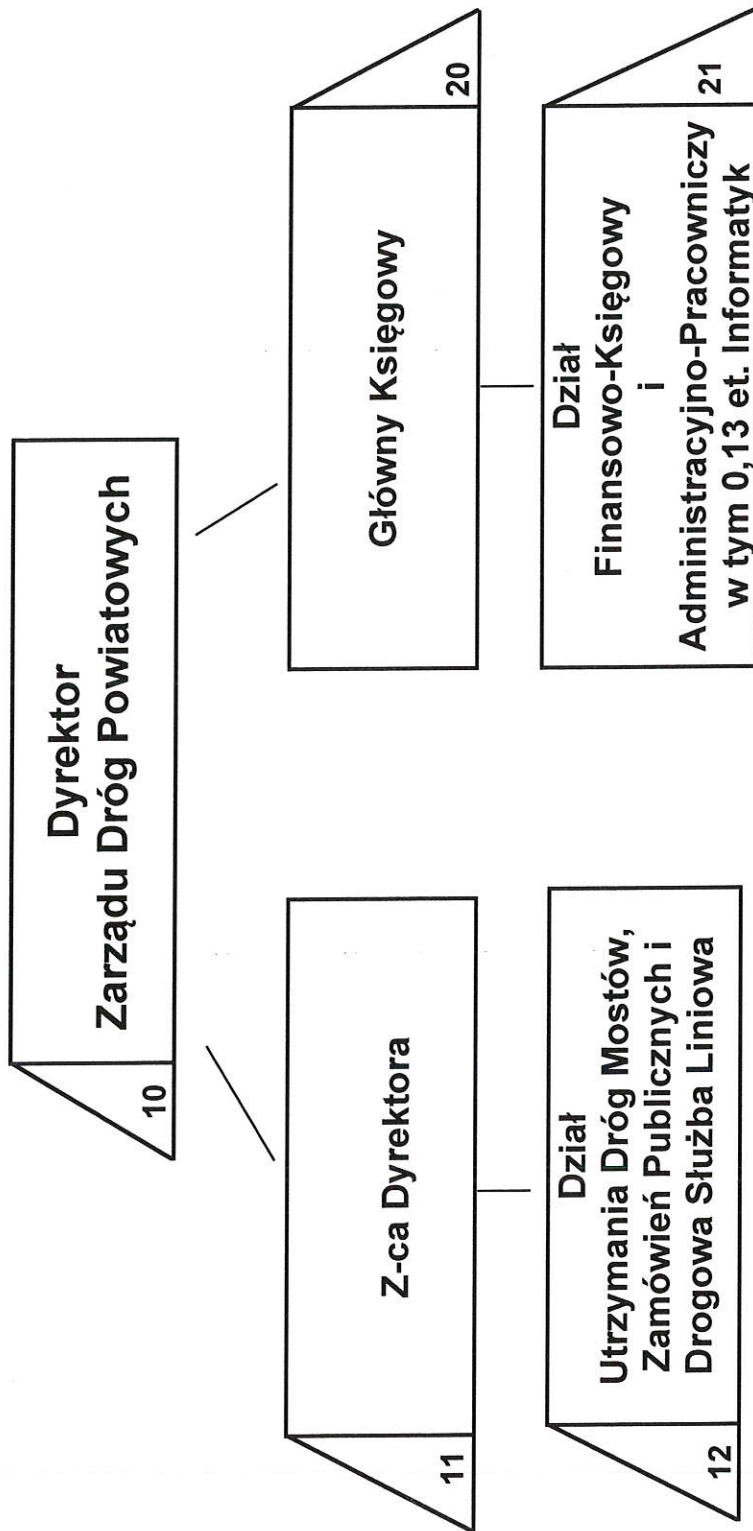 Dyrektor
Zarządu Dróg Powiatowych
10
Z-ca Dyrektora
11
Dział
Utrzymania Dróg Mostów,
Zamówień Publicznych i
Drogowa Służba Liniowa
12
Główny Księgowy
20
Dział
Finansowo-Księgowy
i
Administracyjno-Pracowniczy
w tym 0,13 et. Informatyk
21